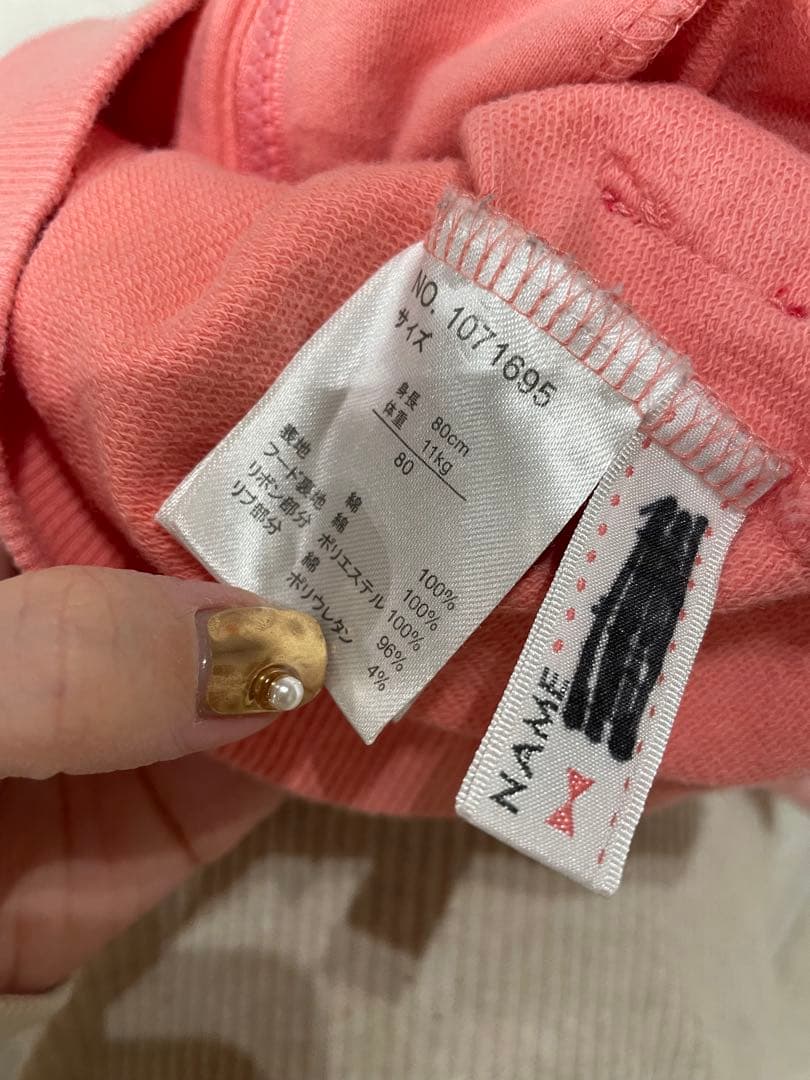 NO. 1071695
サイズ
身長 80cm
体重 11kg
80
表地 綿 100%
フード裏地 綿 100%
リボン部分 ポリエステル 100%
リブ部分 綿 96%
ポリウレタン 4%
NAME